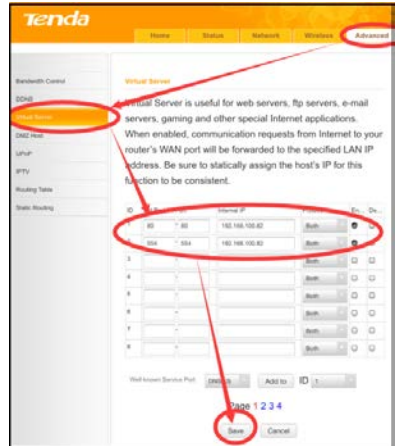 Tenda
Home Status Network Wireless Advanced
Bandwidth Control
DDNS
Virtual Server
DMZ Host
UPnP
IPTV
Routing Table
Static Routing
Virtual Server
Virtual Server is useful for web servers, ftp servers, e-mail
servers, gaming and other special Internet applications.
When enabled, communication requests from Internet to your
router's WAN port will be forwarded to the specified LAN IP
address. Be sure to statically assign the host's IP for this
function to be consistent.
ID Internal IP En... De...
1 80 - 80 192.168.100.82 Both
2 554 - 554 192.168.100.82 Both
3 - Both
4 - Both
5 - Both
6 - Both
7 - Both
8 - Both
Well known Service Port: DNS(53) Add to ID 1
Page 1 2 3 4
Save Cancel